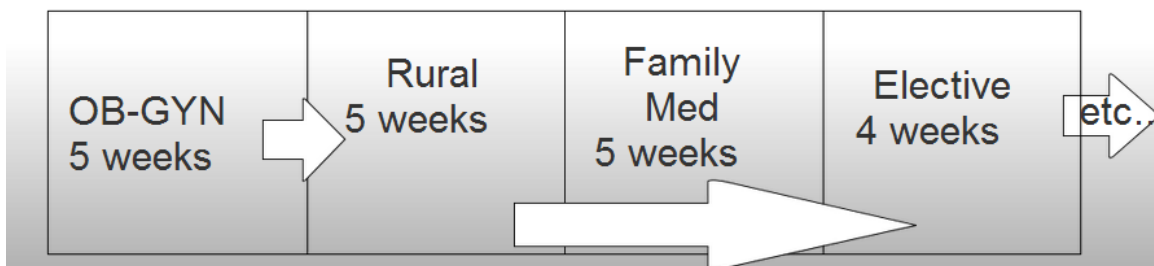 OB-GYN
5 weeks
Rural
5 weeks
Family
Med
5 weeks
Elective
4 weeks
etc..